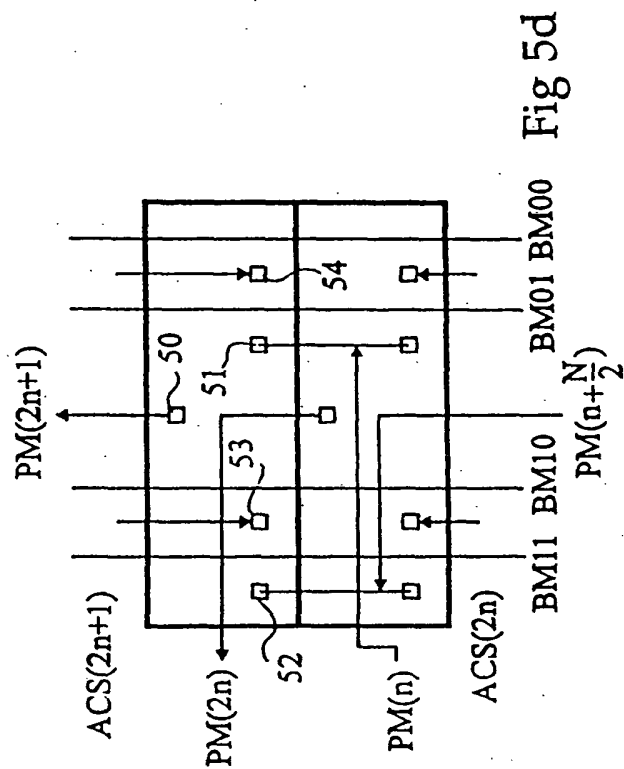 PM(2n+1)
ACS(2n+1)
50
53
51
PM(2n)
54
52
PM(n)
ACS(2n)
BM11 BM10 BM01 BM00
PM(n+N/2)
Fig 5d